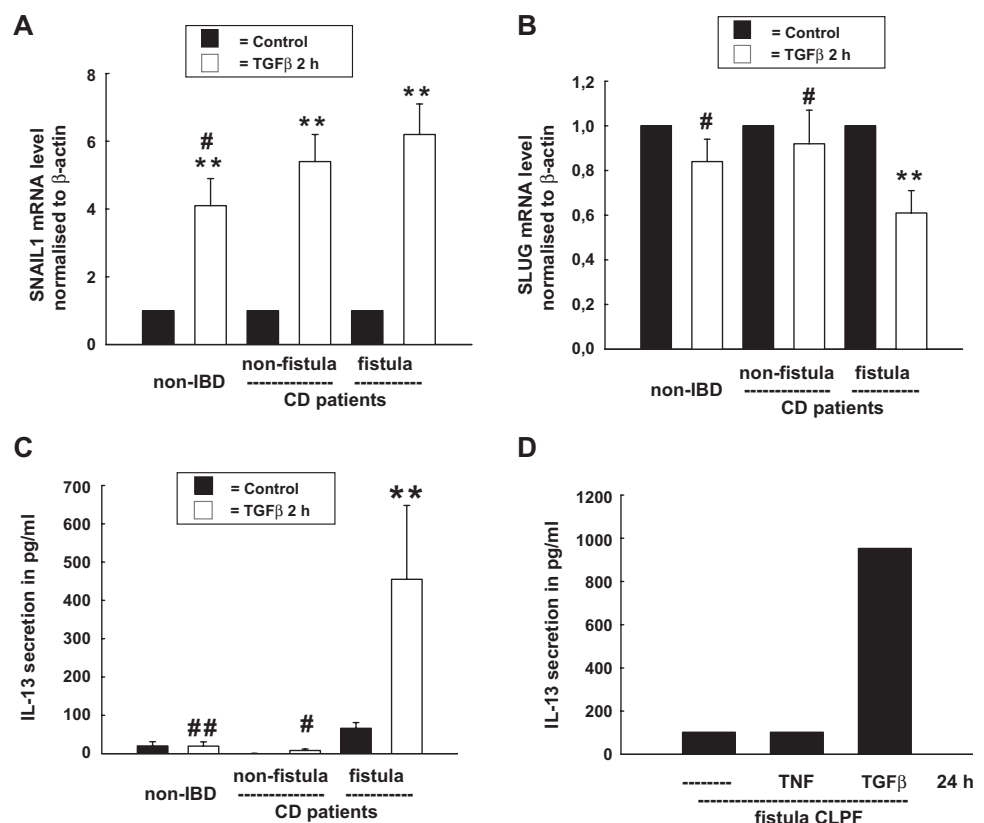 A
= Control
= TGFβ 2 h
SNAIL1 mRNA level
normalised to β-actin
8
6
4
2
0
#
**
**
**
non-IBD
non-fistula
fistula
--------------
-----------
CD patients
B
= Control
= TGFβ 2 h
SLUG mRNA level
normalised to β-actin
1,2
1,0
0,8
0,6
0,4
0,2
0,0
#
#
**
non-IBD
non-fistula
fistula
--------------
-----------
CD patients
C
= Control
= TGFβ 2 h
IL-13 secretion in pg/ml
700
600
500
400
300
200
100
0
##
#
**
non-IBD
non-fistula
fistula
--------------
-----------
CD patients
D
IL-13 secretion in pg/ml
1200
1000
800
600
400
200
0
-------- TNF TGFβ 24 h
-----------------------------------
fistula CLPF